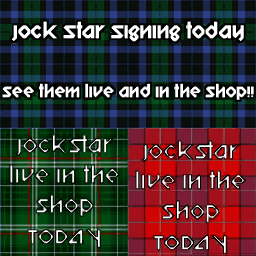 Jock Star Signing Today
See them live and in the shop!!
Jock Star
live in the
shop
TODAY
Jock Star
live in the
shop
TODAY